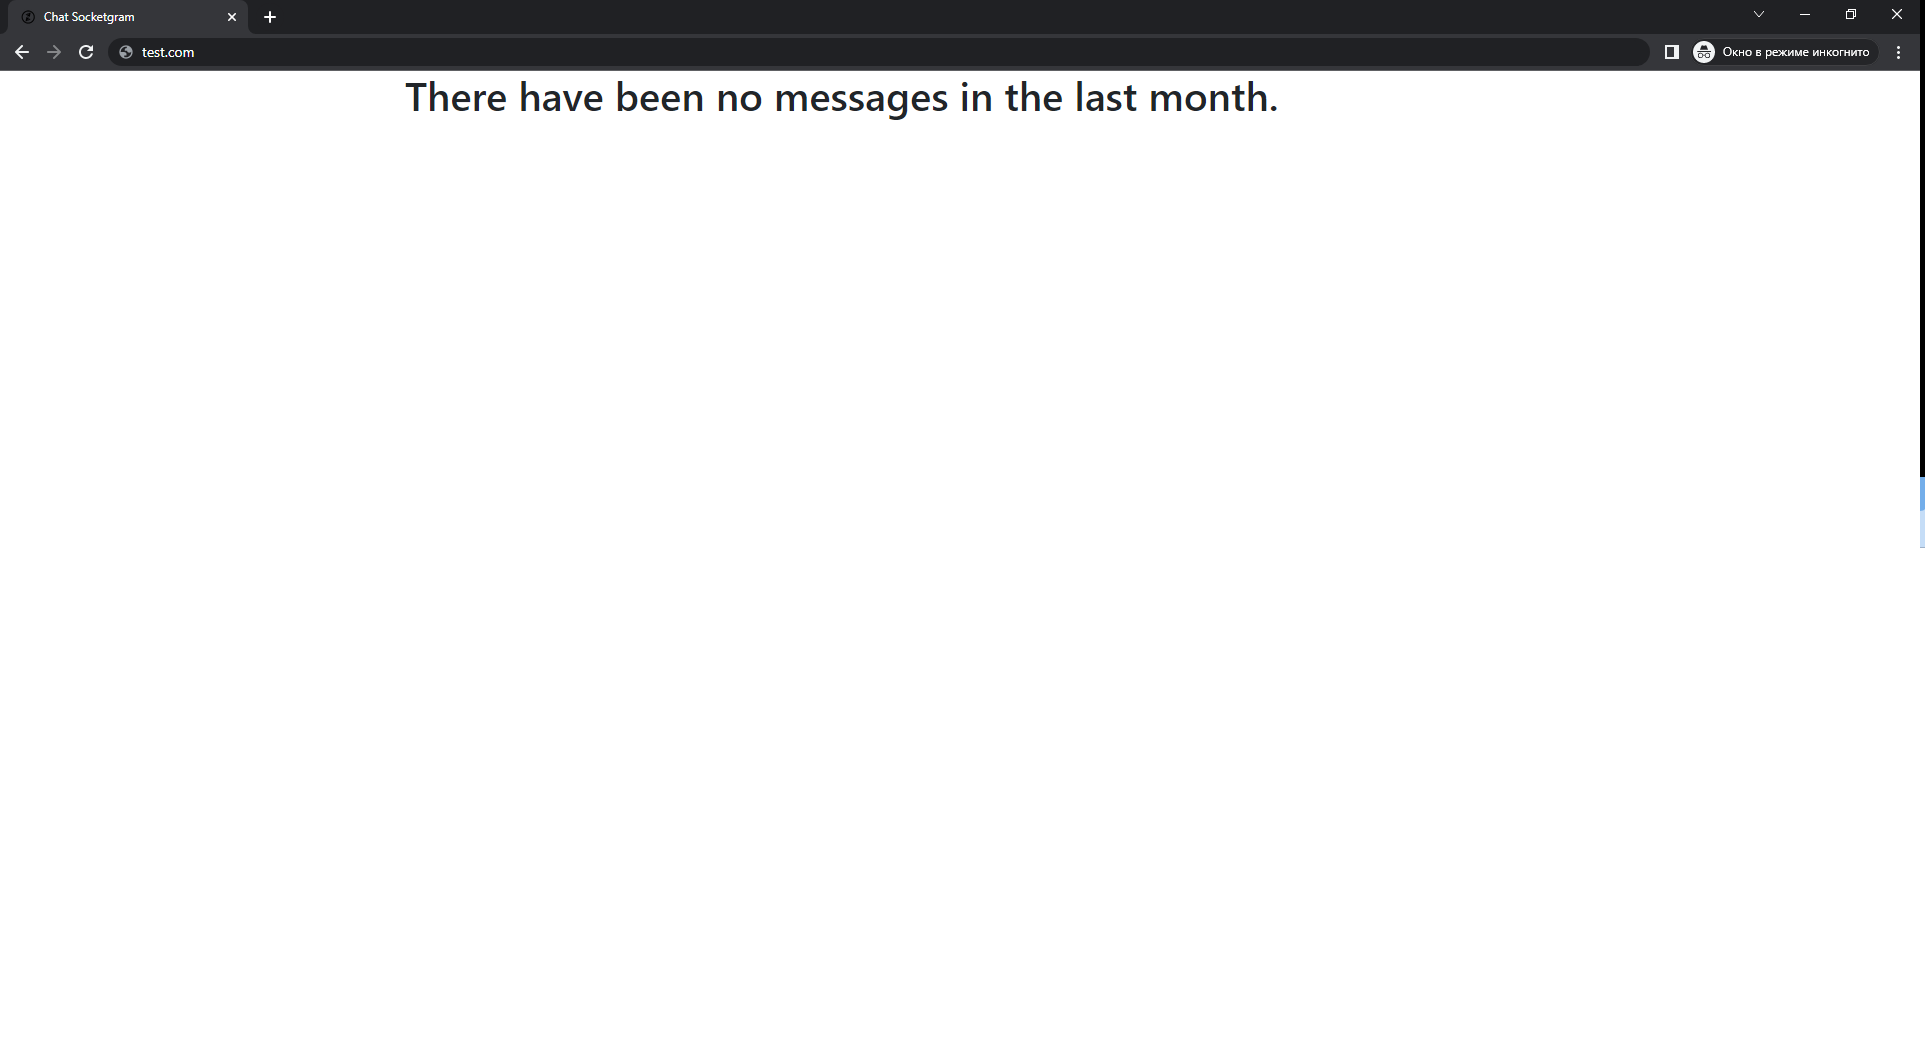 Chat Socketgram
test.com
Окно в режиме инкогнито
There have been no messages in the last month.